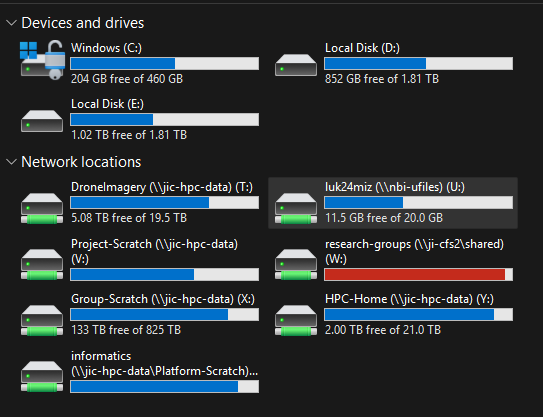 Devices and drives
Windows (C:)
204 GB free of 460 GB
Local Disk (D:)
852 GB free of 1.81 TB
Local Disk (E:)
1.02 TB free of 1.81 TB
Network locations
DroneImagery (\\jic-hpc-data) (T:)
5.08 TB free of 19.5 TB
luk24miz (\\nbi-ufiles) (U:)
11.5 GB free of 20.0 GB
Project-Scratch (\\jic-hpc-data)
(V:)
research-groups (\\ji-cfs2\shared)
(W:)
Group-Scratch (\\jic-hpc-data) (X:)
133 TB free of 825 TB
HPC-Home (\\jic-hpc-data) (Y:)
2.00 TB free of 21.0 TB
informatics
(\\jic-hpc-data\Platform-Scratch)...